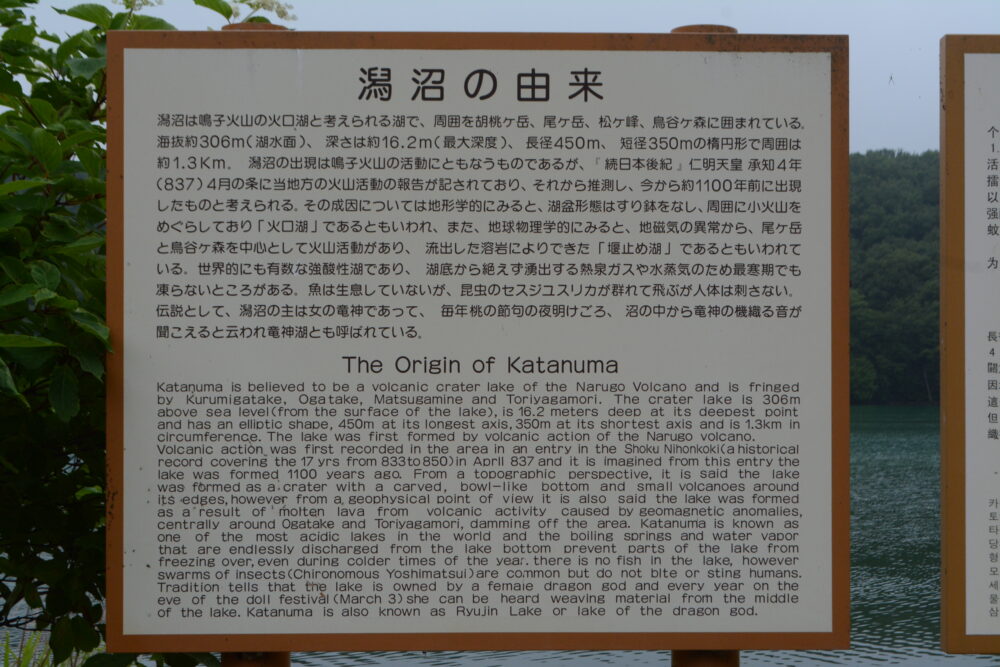 潟沼の由来
潟沼は鳴子火山の火口湖と考えられる湖で、周囲を胡桃ヶ岳、尾ヶ岳、松ヶ峰、鳥谷ヶ森に囲まれている。
海抜約306m(湖水面)、深さは約16.2m(最大深度)、長径450m、短径350mの楕円形で周囲は
約1.3Km。潟沼の出現は鳴子火山の活動にともなうものであるが、『続日本後紀』仁明天皇 承知4年
(837)4月の条に当地方の火山活動の報告が記されており、それから推測し、今から約1100年前に出現
したものと考えられる。その成因については地形学的にみると、湖盆形態はすり鉢をなし、周囲に小火山を
めぐらしており「火口湖」であるともいわれ、また、地球物理学的にみると、地磁気の異常から、尾ヶ岳
と鳥谷ヶ森を中心として火山活動があり、流出した溶岩によりできた「堰止め湖」であるともいわれて
いる。世界的にも有数な強酸性湖であり、湖底から絶えず湧出する熱泉ガスや水蒸気のため最寒期でも
凍らないところがある。魚は生息していないが、昆虫のセスジユスリカが群れて飛ぶが人体は刺さない。
伝説として、潟沼の主は女の竜神であって、毎年桃の節句の夜明けごろ、沼の中から竜神の機織る音が
聞こえると云われ竜神湖とも呼ばれている。
The Origin of Katanuma
Katanuma is believed to be a volcanic crater lake of the Narugo Volcano and is fringed
by Kurumigatake, Ogatake, Matsugamine and Toriyagamori. The crater lake is 306m
above sea level(from the surface of the lake), is 16.2 meters deep at its deepest point
and has an elliptic shape, 450m at its longest axis,350m at its shortest axis and is 1.3km in
circumference. The lake was first formed by volcanic action of the Narugo volcano.
Volcanic action was first recorded in the area in an entry in the Shoku Nihonkoki(a historical
record covering the 17 yrs from 833to850)in April 837 and it is imagined from this entry the
lake was formed 1100 years ago. From a topographic perspective, it is said the lake
was formed as a crater with a carved, bowl-like bottom and small volcanoes around
its edges,however from a geophysical point of view it is also said the lake was formed
as a result of molten lava from volcanic activity caused by geomagnetic anomalies,
centrally around Ogatake and Toriyagamori, damming off the area. Katanuma is known as
one of the most acidic lakes in the world and the boiling springs and water vapor
that are endlessly discharged from the lake bottom prevent parts of the lake from
freezing over, even during colder times of the year. there is no fish in the lake, however
swarms of insects(Chironomous Yoshimatsui)are common but do not bite or sting humans.
Tradition tells that the lake is owned by a female dragon god and every year on the
eve of the doll festival(March 3)she can be heard weaving material from the middle
of the lake. Katanuma is also known as Ryujin Lake or lake of the dragon god.
个
1.
活
擂
以
强
蚊
为
長
4
關
因
這
但
織
카
토
타
당
형
모
세
물
삼